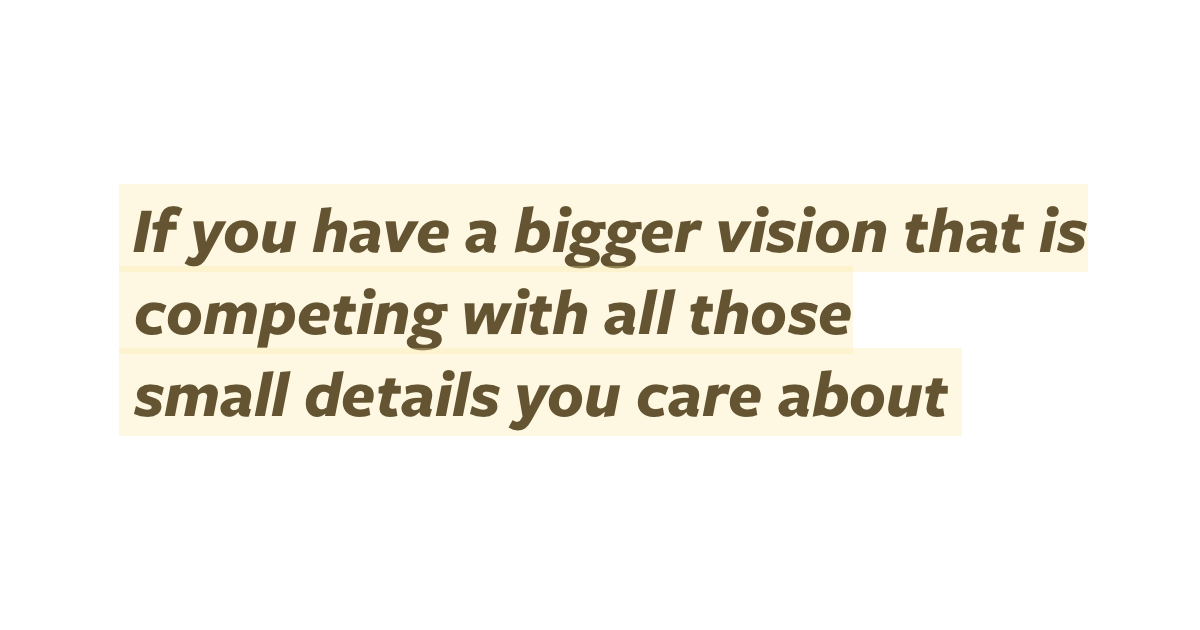 If you have a bigger vision that is
competing with all those
small details you care about